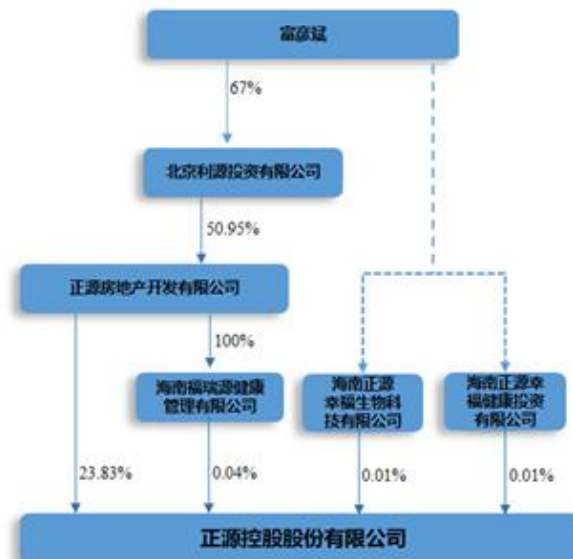 富彦斌
67%
北京利源投资有限公司
50.95%
正源房地产开发有限公司
100%
海南福瑞源健康
管理有限公司
海南正源
幸福生物科
技有限公司
海南正源幸
福健康投资
有限公司
23.83%
0.04%
0.01%
0.01%
正源控股股份有限公司